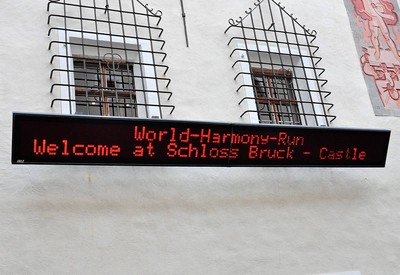 World-Harmony-Run
Welcome at Schloss Bruck - Castle